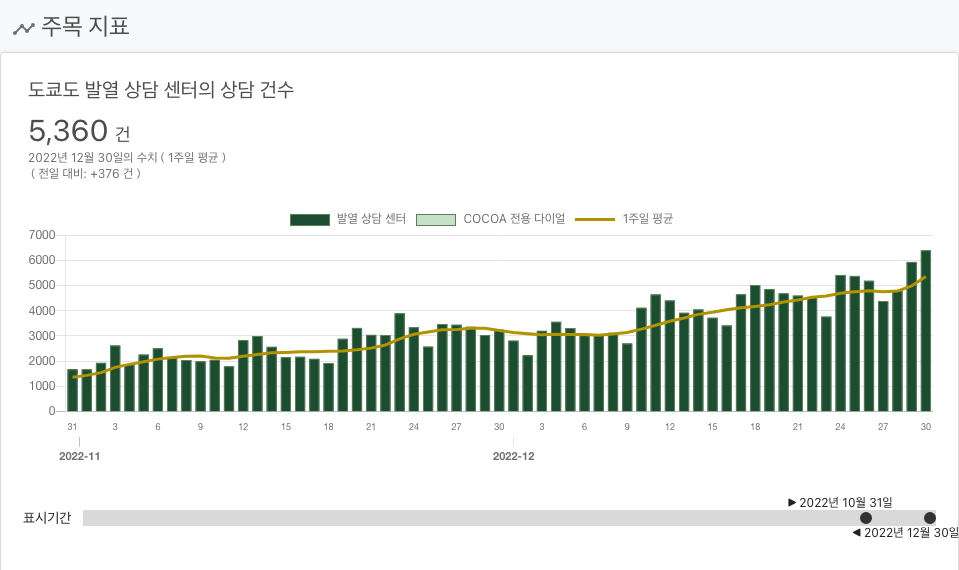 주목 지표
도쿄도 발열 상담 센터의 상담 건수
5,360 건
2022년 12월 30일의 수치 ( 1주일 평균 )
( 전일 대비: +376 건 )
발열 상담 센터 COCOA 전용 다이얼 1주일 평균
7000
6000
5000
4000
3000
2000
1000
0
31 3 6 9 12 15 18 21 24 27 30 3 6 9 12 15 18 21 24 27 30
2022-11 2022-12
▶ 2022년 10월 31일
표시기간
◀ 2022년 12월 30일